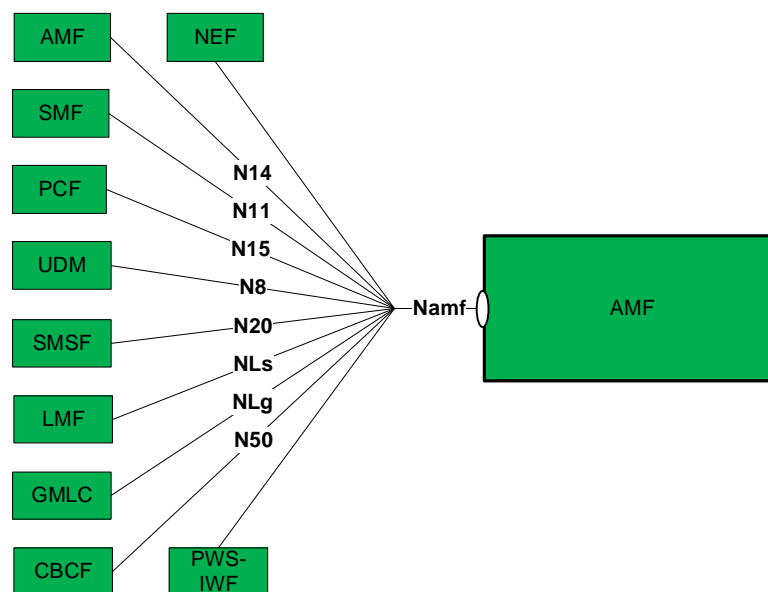 AMF
NEF
SMF
PCF
UDM
SMSF
LMF
GMLC
CBCF
PWS-
IWF
N14
N11
N15
N8
N20
NLs
NLg
N50
Namf
AMF